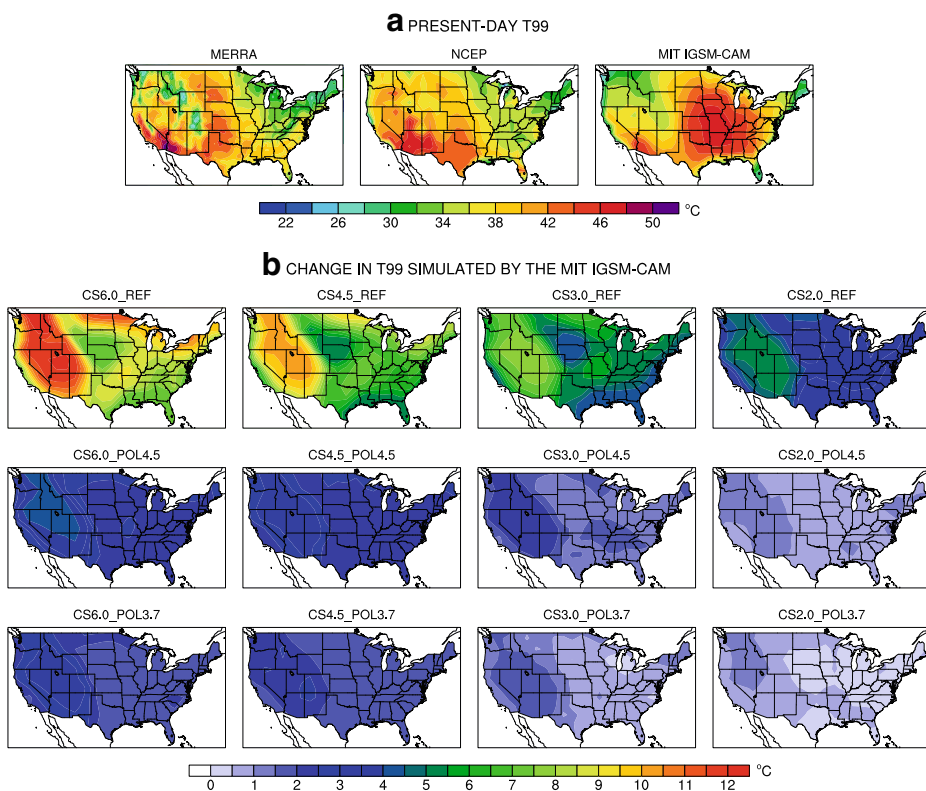 a PRESENT-DAY T99
MERRA NCEP MIT IGSM-CAM
22 26 30 34 38 42 46 50 °C
b CHANGE IN T99 SIMULATED BY THE MIT IGSM-CAM
CS6.0_REF CS4.5_REF CS3.0_REF CS2.0_REF
CS6.0_POL4.5 CS4.5_POL4.5 CS3.0_POL4.5 CS2.0_POL4.5
CS6.0_POL3.7 CS4.5_POL3.7 CS3.0_POL3.7 CS2.0_POL3.7
0 1 2 3 4 5 6 7 8 9 10 11 12 °C